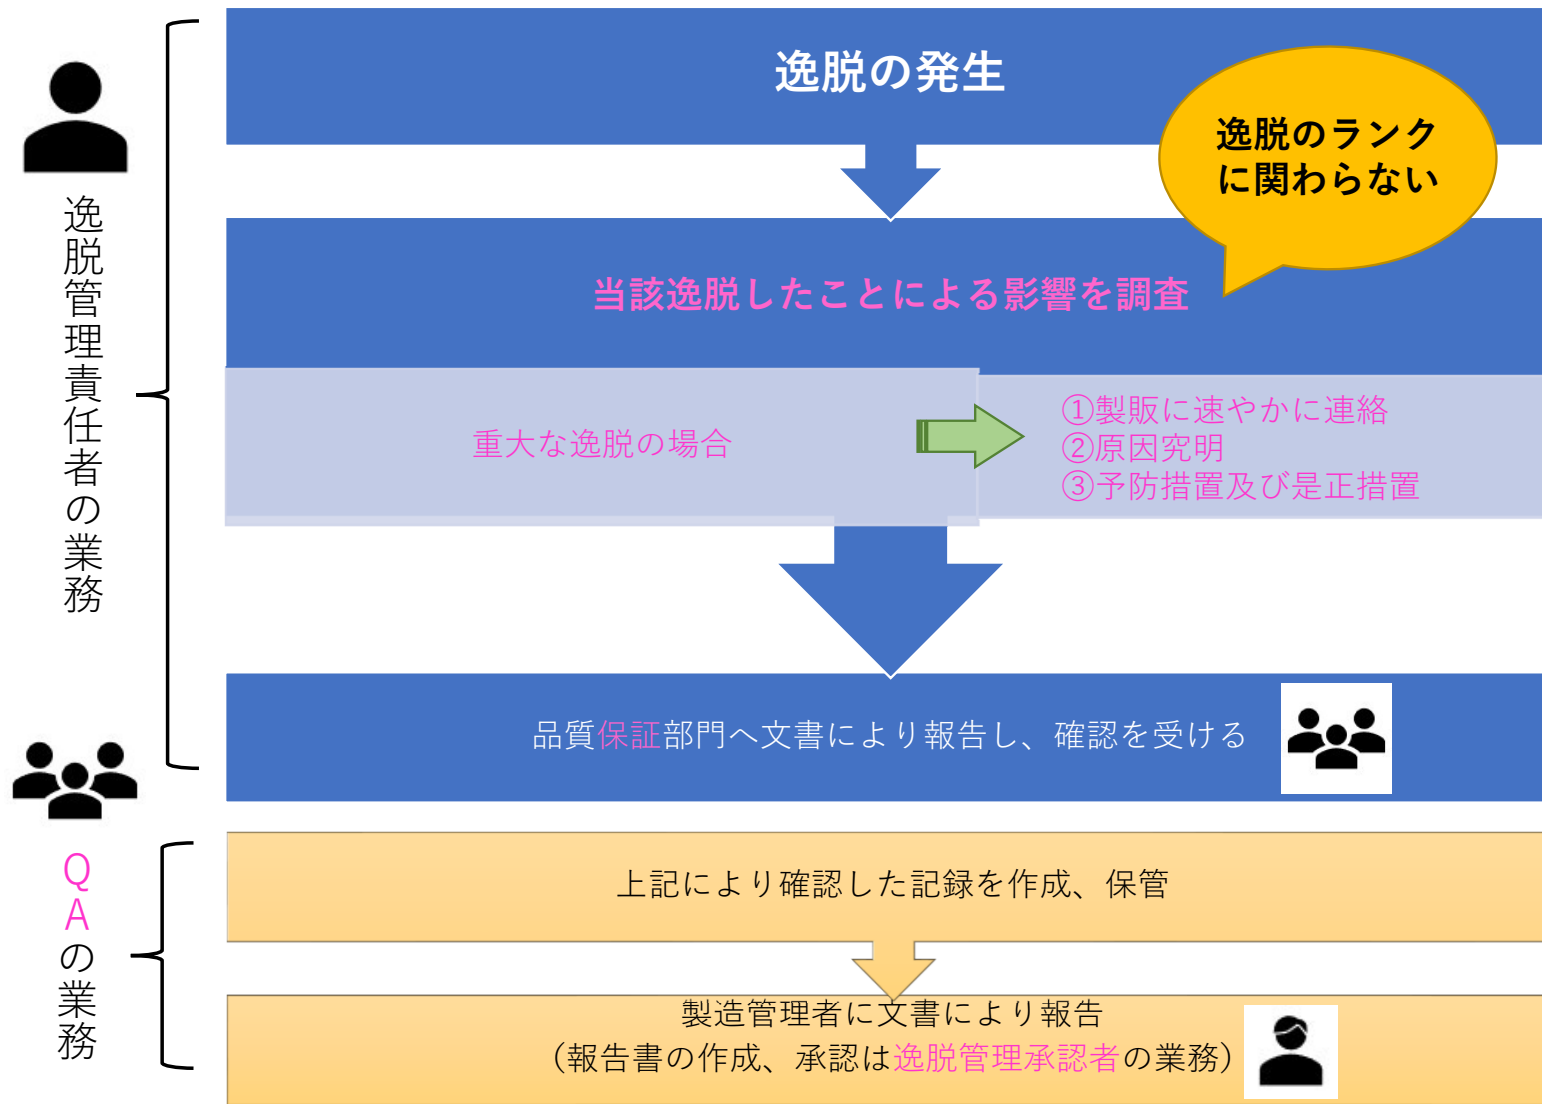 逸脱の発生
逸脱のランク
に関わらない
逸脱管理責任者の業務
当該逸脱したことによる影響を調査
重大な逸脱の場合
①製販に速やかに連絡
②原因究明
③予防措置及び是正措置
品質保証部門へ文書により報告し、確認を受ける
QAの業務
上記により確認した記録を作成、保管
製造管理者に文書により報告
（報告書の作成、承認は逸脱管理承認者の業務）